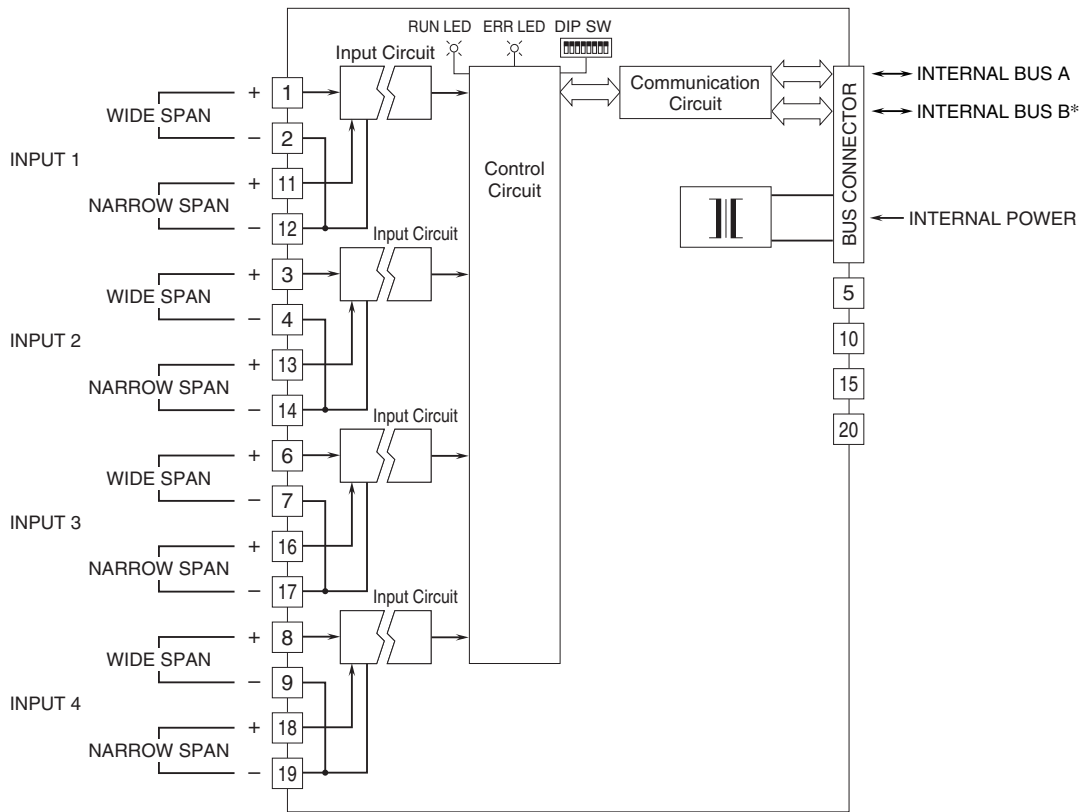 RUN LED ERR LED DIP SW
Input Circuit
INPUT 1
WIDE SPAN
+ 1
− 2
NARROW SPAN
+ 11
− 12
Input Circuit
INPUT 2
WIDE SPAN
+ 3
− 4
NARROW SPAN
+ 13
− 14
Input Circuit
INPUT 3
WIDE SPAN
+ 6
− 7
NARROW SPAN
+ 16
− 17
Input Circuit
INPUT 4
WIDE SPAN
+ 8
− 9
NARROW SPAN
+ 18
− 19
Control
Circuit
Communication
Circuit
BUS CONNECTOR
INTERNAL BUS A
INTERNAL BUS B*
INTERNAL POWER
5
10
15
20